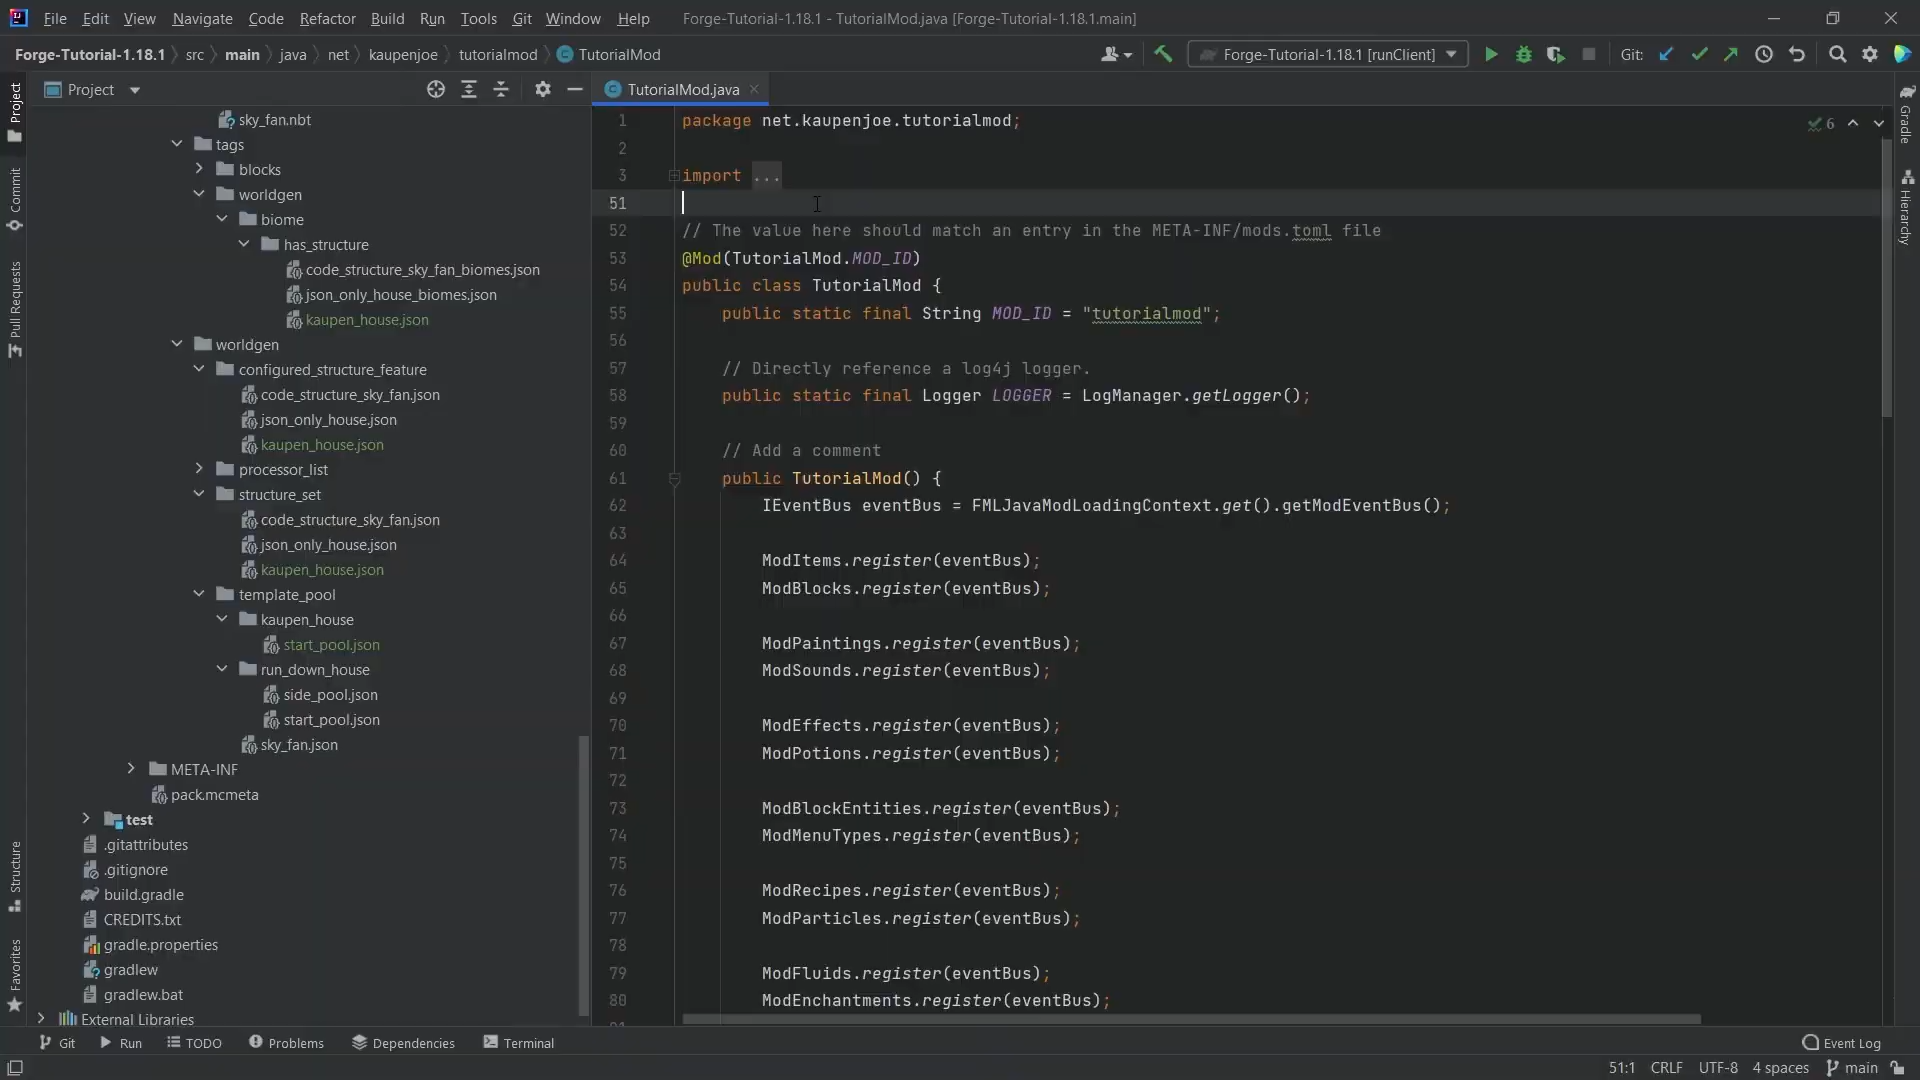 File Edit View Navigate Code Refactor Build Run Tools Git Window Help Forge-Tutorial-1.18.1 - TutorialMod.java [Forge-Tutorial-1.18.1.main]
Forge-Tutorial-1.18.1 src main java net kaupenjoe tutorialmod TutorialMod Forge-Tutorial-1.18.1 [runClient] Git:
Project
TutorialMod.java
Project
Commit
Pull Requests
Structure
Favorites
sky_fan.nbt
tags
blocks
worldgen
biome
has_structure
code_structure_sky_fan_biomes.json
json_only_house_biomes.json
kaupen_house.json
worldgen
configured_structure_feature
code_structure_sky_fan.json
json_only_house.json
kaupen_house.json
processor_list
structure_set
code_structure_sky_fan.json
json_only_house.json
kaupen_house.json
template_pool
kaupen_house
start_pool.json
run_down_house
side_pool.json
start_pool.json
sky_fan.json
META-INF
pack.mcmeta
test
.gitattributes
.gitignore
build.gradle
CREDITS.txt
gradle.properties
gradlew
gradlew.bat
External Libraries
1 package net.kaupenjoe.tutorialmod;
2
3 import ...
51
52 // The value here should match an entry in the META-INF/mods.toml file
53 @Mod(TutorialMod.MOD_ID)
54 public class TutorialMod {
55 public static final String MOD_ID = "tutorialmod";
56
57 // Directly reference a log4j logger.
58 public static final Logger LOGGER = LogManager.getLogger();
59
60 // Add a comment
61 public TutorialMod() {
62 IEventBus eventBus = FMLJavaModLoadingContext.get().getModEventBus();
63
64 ModItems.register(eventBus);
65 ModBlocks.register(eventBus);
66
67 ModPaintings.register(eventBus);
68 ModSounds.register(eventBus);
69
70 ModEffects.register(eventBus);
71 ModPotions.register(eventBus);
72
73 ModBlockEntities.register(eventBus);
74 ModMenuTypes.register(eventBus);
75
76 ModRecipes.register(eventBus);
77 ModParticles.register(eventBus);
78
79 ModFluids.register(eventBus);
80 ModEnchantments.register(eventBus);
6
Gradle
Hierarchy
Git Run TODO Problems Dependencies Terminal Event Log
51:1 CRLF UTF-8 4 spaces main